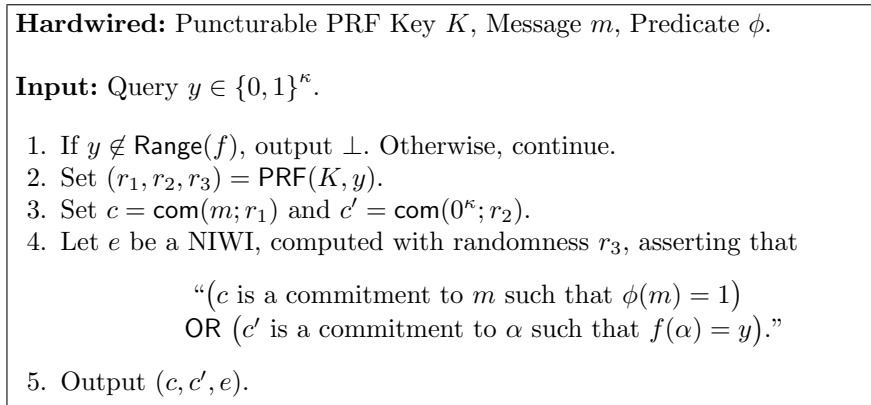 Hardwired: Puncturable PRF Key K, Message m, Predicate ϕ.
Input: Query y ∈ {0, 1}^κ.
1. If y ∉ Range(f), output ⊥. Otherwise, continue.
2. Set (r₁, r₂, r₃) = PRF(K, y).
3. Set c = com(m; r₁) and c′ = com(0^κ; r₂).
4. Let e be a NIWI, computed with randomness r₃, asserting that
“(c is a commitment to m such that ϕ(m) = 1)
OR (c′ is a commitment to α such that f(α) = y).”
5. Output (c, c′, e).